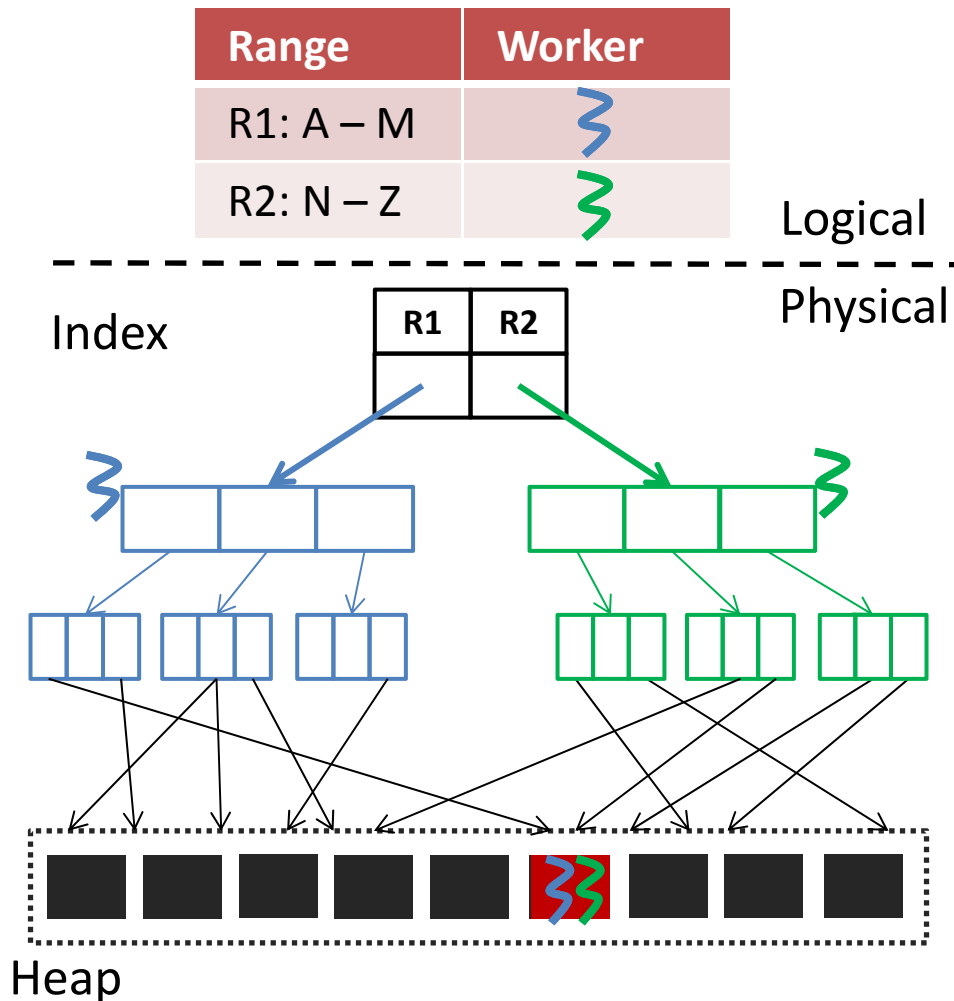 Range Worker
R1: A – M
R2: N – Z
Logical
Physical
Index
R1 R2
Heap